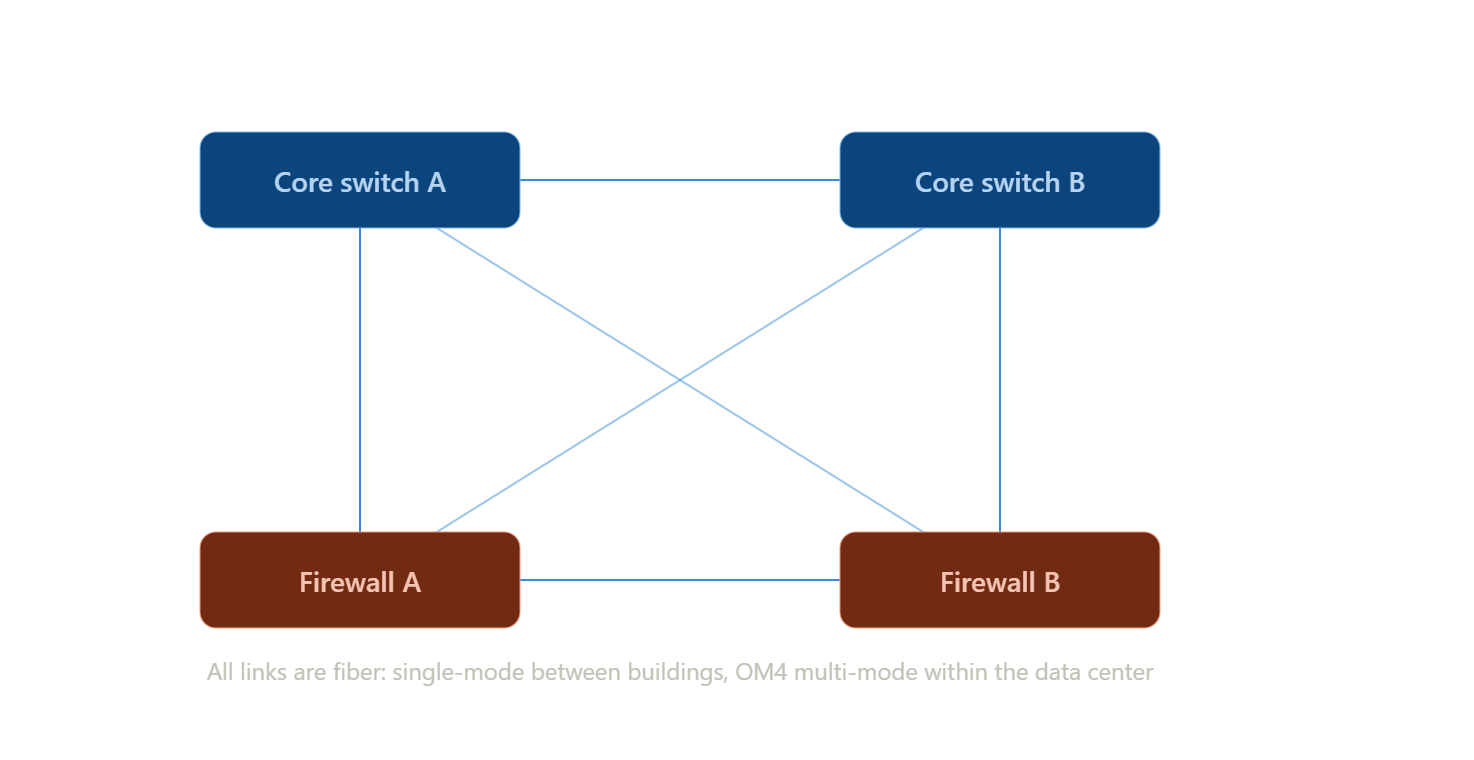 Core switch A
Core switch B
Firewall A
Firewall B
All links are fiber: single-mode between buildings, OM4 multi-mode within the data center